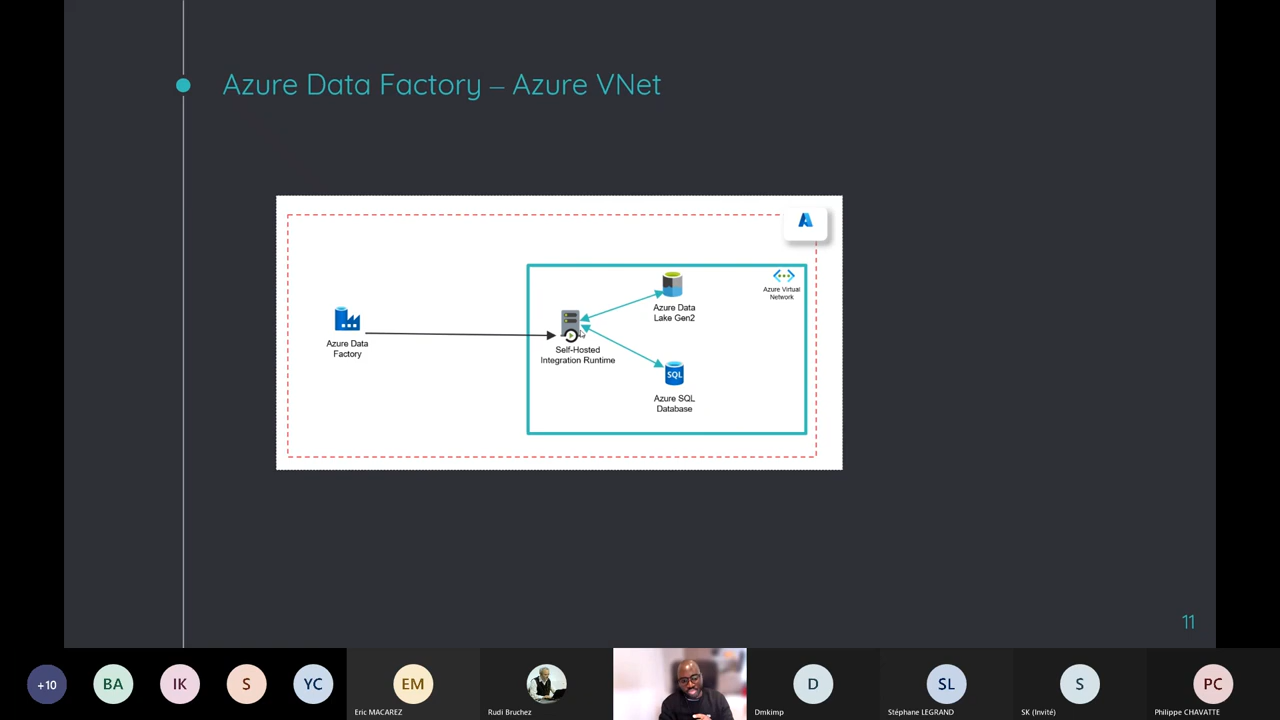 Azure Data Factory – Azure VNet
Azure Virtual
Network
Azure Data
Lake Gen2
Azure Data
Factory
Self-Hosted
Integration Runtime
SQL
Azure SQL
Database
11
+10
BA
IK
S
YC
EM
Eric MACAREZ
Rudi Bruchez
D
Dmkimp
SL
Stéphane LEGRAND
S
SK (Invité)
PC
Philippe CHAVATTE